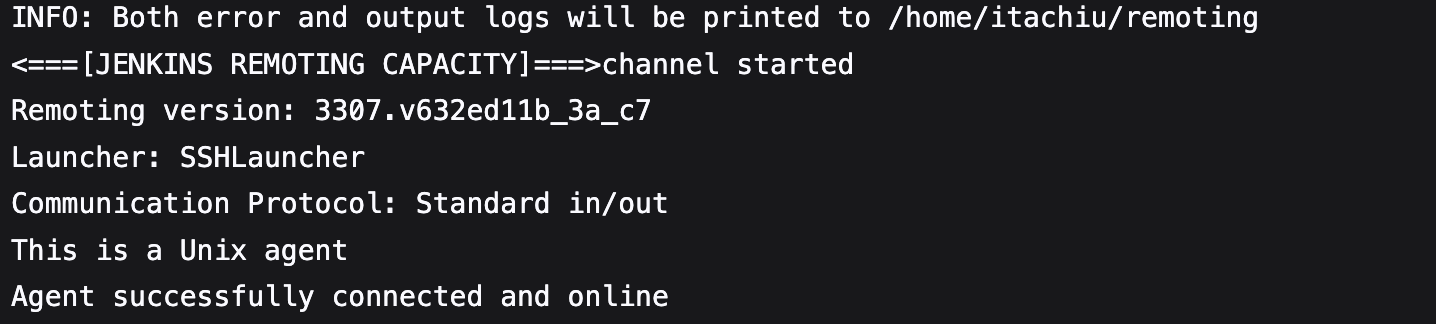 INFO: Both error and output logs will be printed to /home/itachiu/remoting
<===[JENKINS REMOTING CAPACITY]===>channel started
Remoting version: 3307.v632ed11b_3a_c7
Launcher: SSHLauncher
Communication Protocol: Standard in/out
This is a Unix agent
Agent successfully connected and online